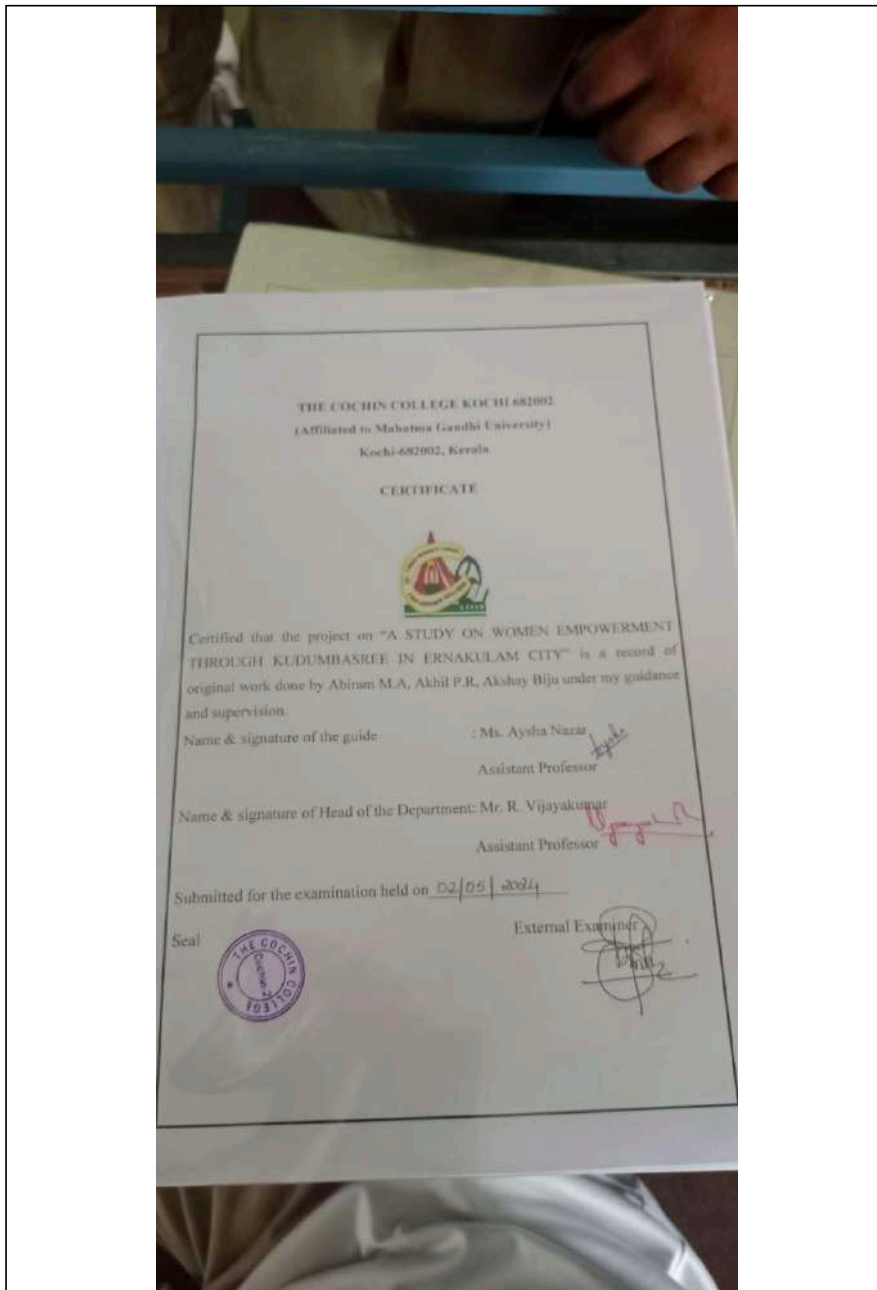 THE COCHIN COLLEGE KOCHI 682002
(Affiliated to Mahatma Gandhi University)
Kochi-682002, Kerala
CERTIFICATE
Certified that the project on “A STUDY ON WOMEN EMPOWERMENT
THROUGH KUDUMBASREE IN ERNAKULAM CITY” is a record of
original work done by Abiram M.A, Akhil P.R, Akshay Biju under my guidance
and supervision.
Name & signature of the guide : Ms. Aysha Nazar
Assistant Professor
Name & signature of Head of the Department: Mr. R. Vijayakumar
Assistant Professor
Submitted for the examination held on 02/05/2024
Seal External Examiner
THE COCHIN COLLEGE
Cochin-2